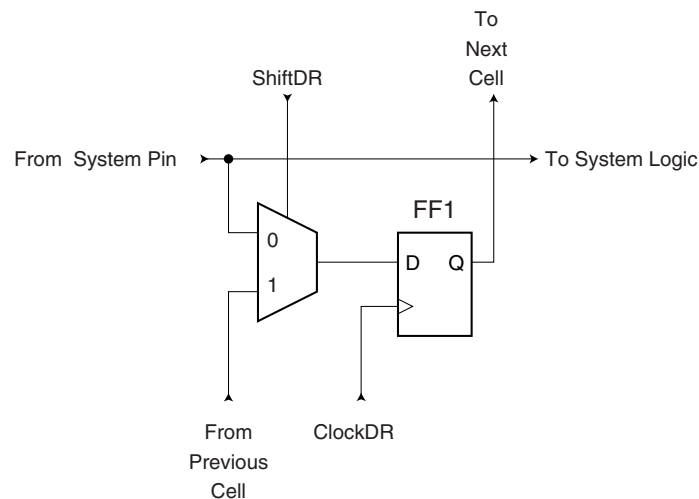 To
Next
Cell
ShiftDR
From System Pin
To System Logic
FF1
0
D Q
1
From
Previous
Cell
ClockDR